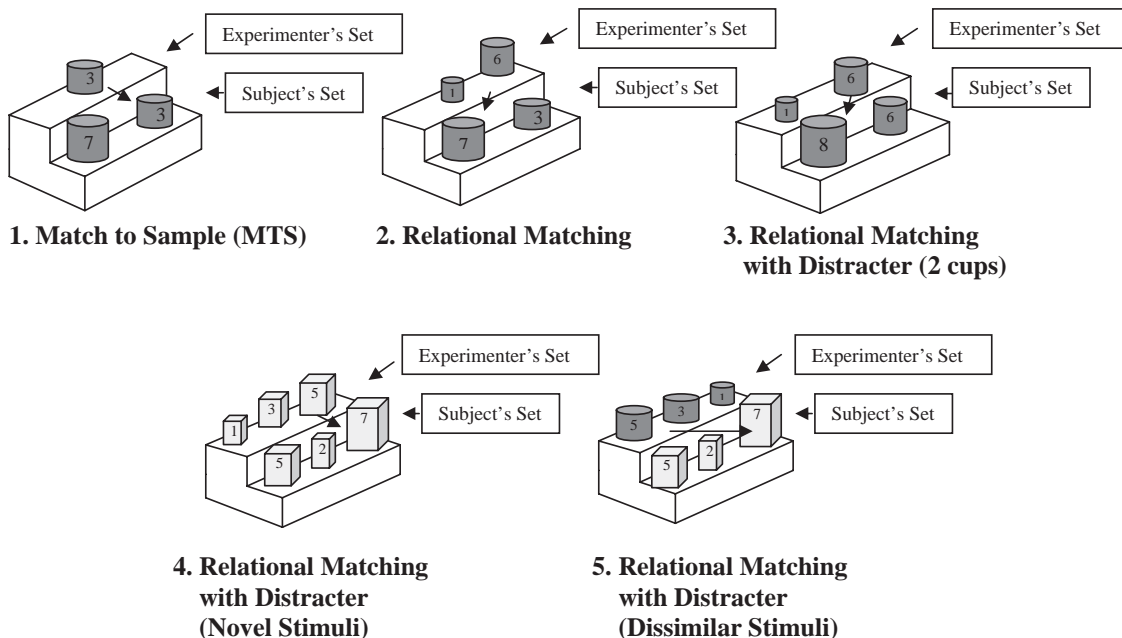 Experimenter's Set
Subject's Set
3
3
7
1. Match to Sample (MTS)
Experimenter's Set
Subject's Set
6
1
3
7
2. Relational Matching
Experimenter's Set
Subject's Set
6
1
6
8
3. Relational Matching
with Distracter (2 cups)
Experimenter's Set
Subject's Set
5
3
1
7
2
5
4. Relational Matching
with Distracter
(Novel Stimuli)
Experimenter's Set
Subject's Set
1
3
5
7
2
5
5. Relational Matching
with Distracter
(Dissimilar Stimuli)